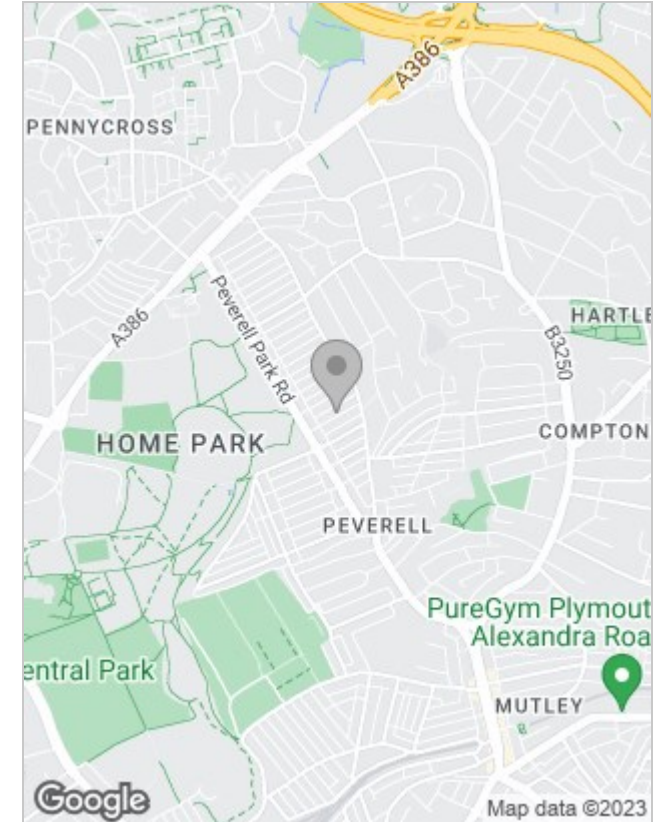 A386
PENNYCROSS
Peverell Park Rd
A386
HARTLE
B3250
HOME PARK
COMPTON
PEVERELL
PureGym Plymout
Alexandra Roa
entral Park
MUTLEY
Google
Map data ©2023